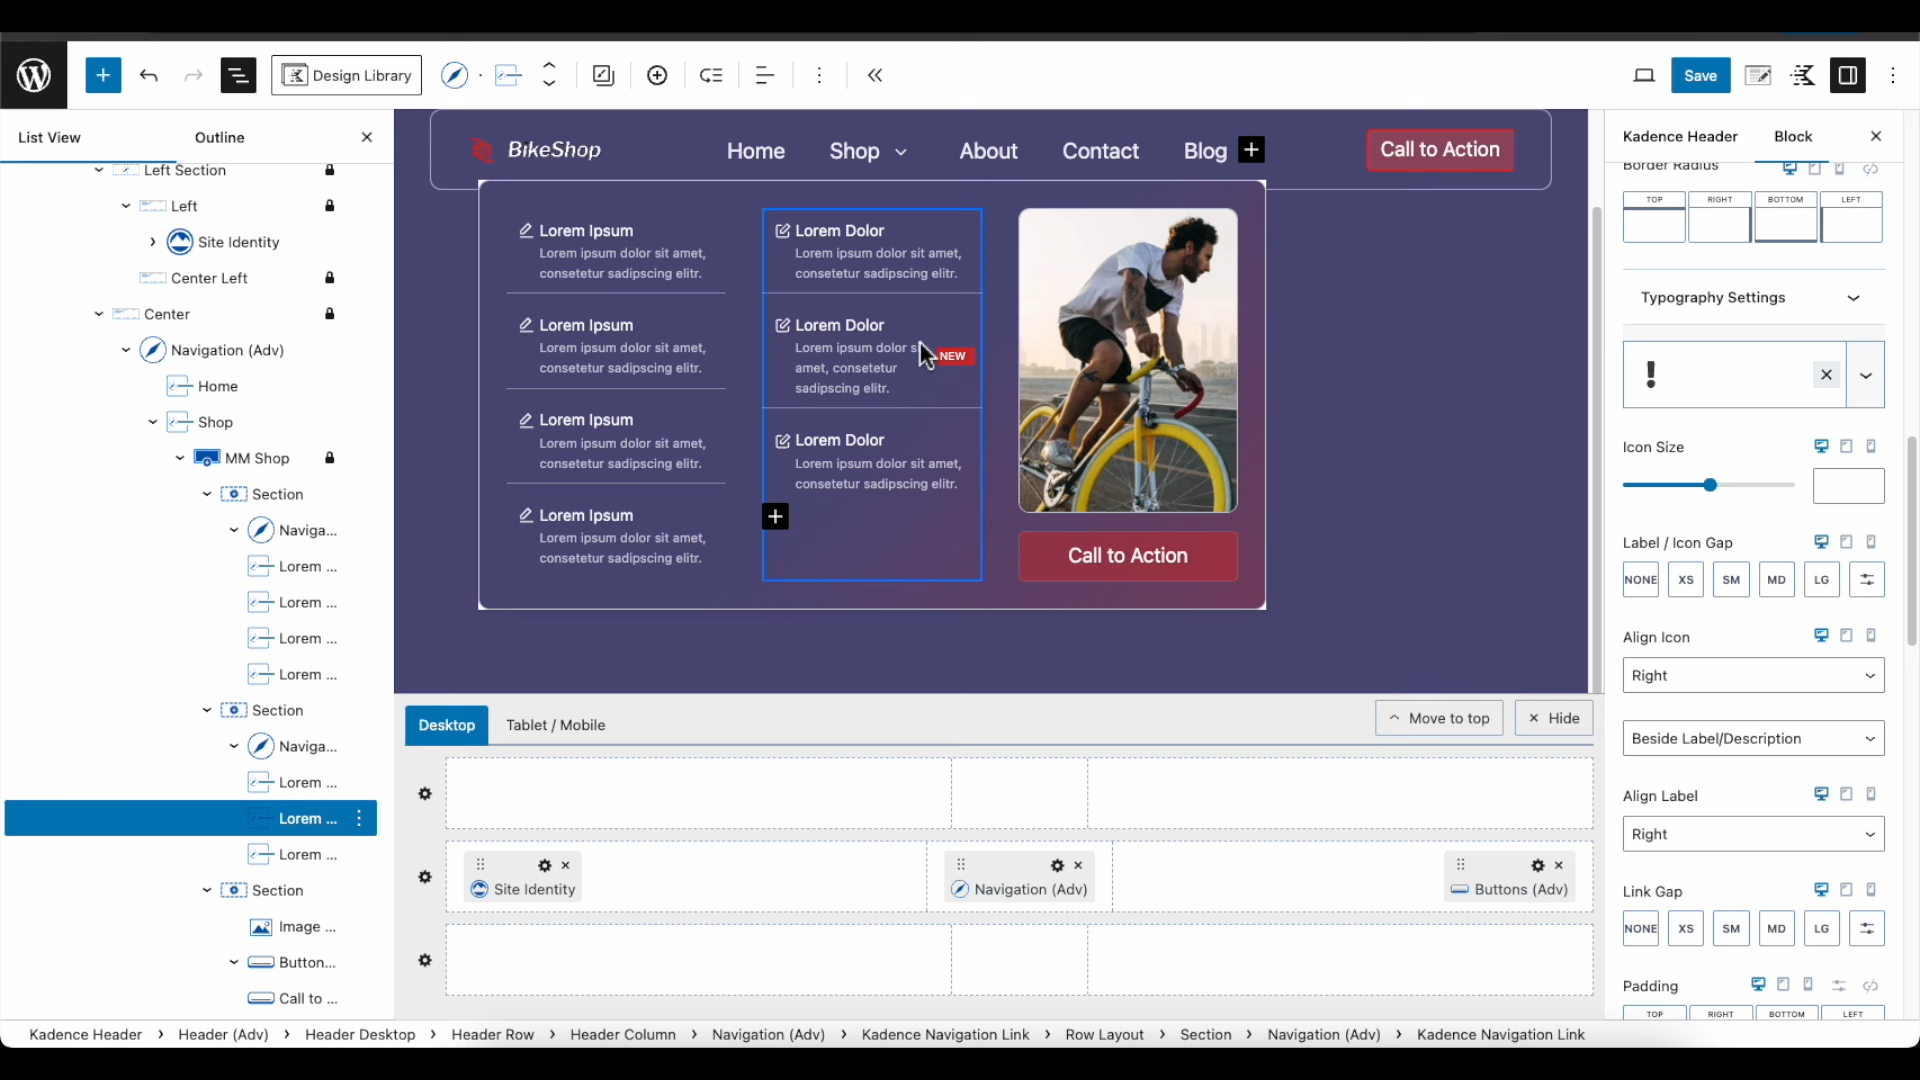 Design Library
Save
List View
Outline
Left Section
Left
Site Identity
Center Left
Center
Navigation (Adv)
Home
Shop
MM Shop
Section
Naviga...
Lorem ...
Lorem ...
Lorem ...
Lorem ...
Section
Naviga...
Lorem ...
Lorem ...
Lorem ...
Section
Image ...
Button...
Call to ...
BikeShop
Home
Shop
About
Contact
Blog
Call to Action
Lorem Ipsum
Lorem ipsum dolor sit amet,
consetetur sadipscing elitr.
Lorem Ipsum
Lorem ipsum dolor sit amet,
consetetur sadipscing elitr.
Lorem Ipsum
Lorem ipsum dolor sit amet,
consetetur sadipscing elitr.
Lorem Ipsum
Lorem ipsum dolor sit amet,
consetetur sadipscing elitr.
Lorem Dolor
Lorem ipsum dolor sit amet,
consetetur sadipscing elitr.
Lorem Dolor
Lorem ipsum dolor
amet, consetetur
sadipscing elitr.
NEW
Lorem Dolor
Lorem ipsum dolor sit amet,
consetetur sadipscing elitr.
Call to Action
Desktop
Tablet / Mobile
Move to top
Hide
Site Identity
Navigation (Adv)
Buttons (Adv)
Kadence Header
Block
Border Radius
TOP RIGHT BOTTOM LEFT
Typography Settings
Icon Size
Label / Icon Gap
NONE XS SM MD LG
Align Icon
Right
Beside Label/Description
Align Label
Right
Link Gap
NONE XS SM MD LG
Padding
TOP RIGHT BOTTOM LEFT
Kadence Header > Header (Adv) > Header Desktop > Header Row > Header Column > Navigation (Adv) > Kadence Navigation Link > Row Layout > Section > Navigation (Adv) > Kadence Navigation Link